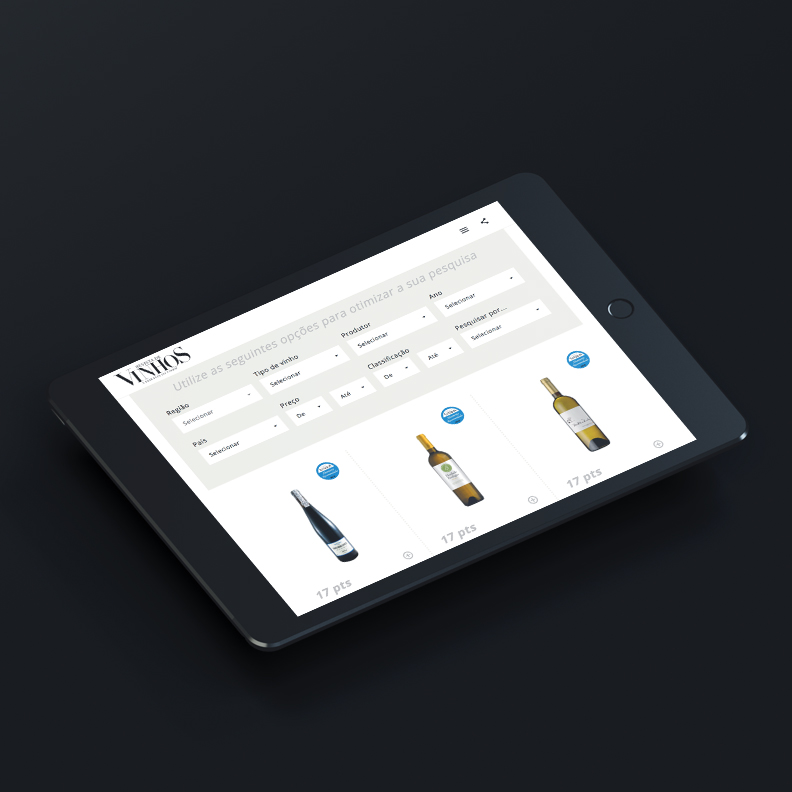 VINHOS
Utilize as seguintes opções para otimizar a sua pesquisa
Região
Tipo de vinho
Produtor
Ano
Selecionar
Selecionar
Selecionar
Selecionar
País
Preço
Classificação
Pesquisar por...
Selecionar
De
Até
De
Até
Selecionar
17 pts
17 pts
17 pts